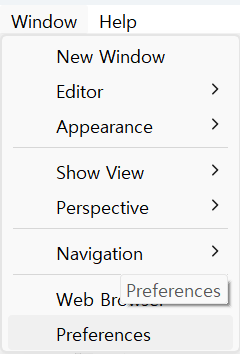 Window Help
New Window
Editor
Appearance
Show View
Perspective
Navigation
Web Browser
Preferences
Preferences